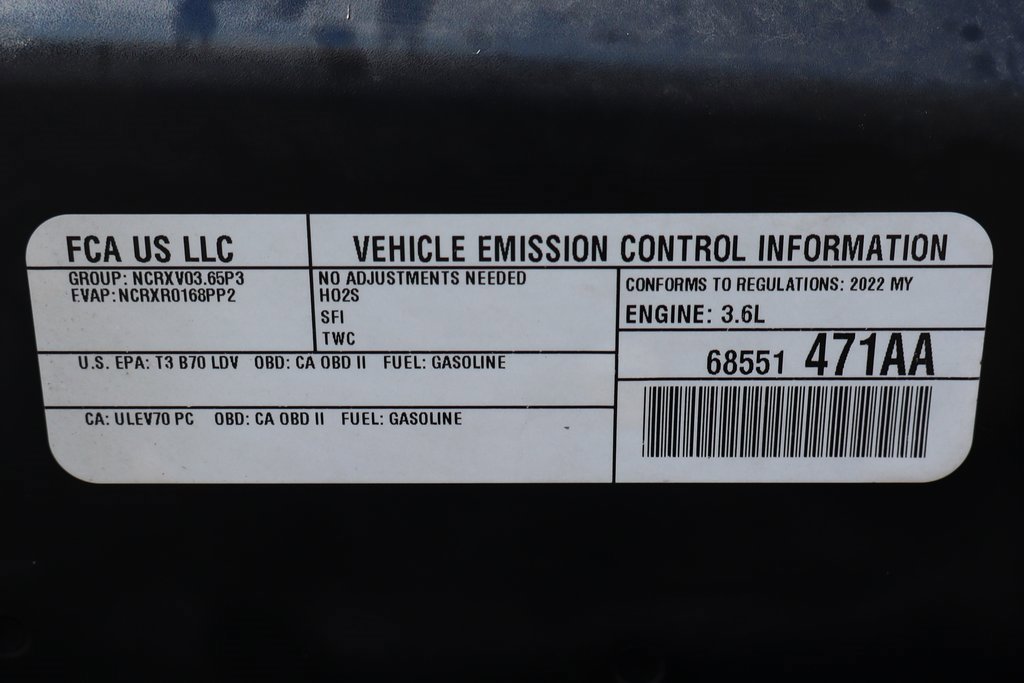 FCA US LLC
VEHICLE EMISSION CONTROL INFORMATION
GROUP: NCRXV03.65P3
EVAP: NCRXR0168PP2
NO ADJUSTMENTS NEEDED
HO2S
SFI
TWC
CONFORMS TO REGULATIONS: 2022 MY
ENGINE: 3.6L
68551 471AA
U.S. EPA: T3 B70 LDV OBD: CA OBD II FUEL: GASOLINE
CA: ULEV70 PC OBD: CA OBD II FUEL: GASOLINE